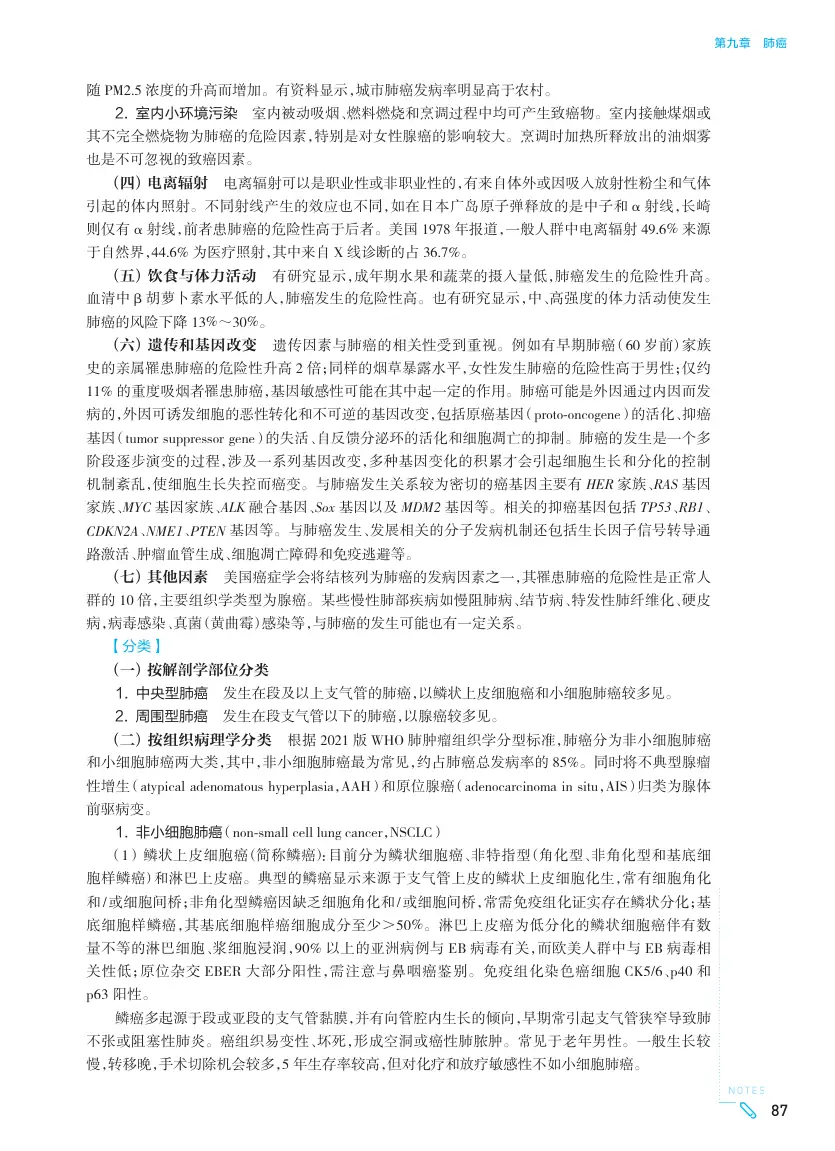 第九章 肺癌
随 PM2.5 浓度的升高而增加。有资料显示,城市肺癌发病率明显高于农村。
2. 室内小环境污染 室内被动吸烟、燃料燃烧和烹调过程中均可产生致癌物。室内接触煤烟或
其不完全燃烧物为肺癌的危险因素,特别是对女性腺癌的影响较大。烹调时加热所释放出的油烟雾
也是不可忽视的致癌因素。
(四)电离辐射 电离辐射可以是职业性或非职业性的,有来自体外或因吸入放射性粉尘和气体
引起的体内照射。不同射线产生的效应也不同,如在日本广岛原子弹释放的是中子和 α 射线,长崎
则仅有 α 射线,前者患肺癌的危险性高于后者。美国 1978 年报道,一般人群中电离辐射 49.6% 来源
于自然界,44.6% 为医疗照射,其中来自 X 线诊断的占 36.7%。
(五)饮食与体力活动 有研究显示,成年期水果和蔬菜的摄入量低,肺癌发生的危险性升高。
血清中 β 胡萝卜素水平低的人,肺癌发生的危险性高。也有研究显示,中、高强度的体力活动使发生
肺癌的风险下降 13%～30%。
(六)遗传和基因改变 遗传因素与肺癌的相关性受到重视。例如有早期肺癌(60 岁前)家族
史的亲属罹患肺癌的危险性升高 2 倍;同样的烟草暴露水平,女性发生肺癌的危险性高于男性;仅约
11% 的重度吸烟者罹患肺癌,基因敏感性可能在其中起一定的作用。肺癌可能是外因通过内因而发
病的,外因可诱发细胞的恶性转化和不可逆的基因改变,包括原癌基因(proto-oncogene)的活化、抑癌
基因(tumor suppressor gene)的失活、自反馈分泌环的活化和细胞凋亡的抑制。肺癌的发生是一个多
阶段逐步演变的过程,涉及一系列基因改变,多种基因变化的积累才会引起细胞生长和分化的控制
机制紊乱,使细胞生长失控而癌变。与肺癌发生关系较为密切的癌基因主要有 HER 家族、RAS 基因
家族、MYC 基因家族、ALK 融合基因、Sox 基因以及 MDM2 基因等。相关的抑癌基因包括 TP53、RB1、
CDKN2A、NME1、PTEN 基因等。与肺癌发生、发展相关的分子发病机制还包括生长因子信号转导通
路激活、肿瘤血管生成、细胞凋亡障碍和免疫逃避等。
(七)其他因素 美国癌症学会将结核列为肺癌的发病因素之一,其罹患肺癌的危险性是正常人
群的 10 倍,主要组织学类型为腺癌。某些慢性肺部疾病如慢阻肺病、结节病、特发性肺纤维化、硬皮
病,病毒感染、真菌(黄曲霉)感染等,与肺癌的发生可能也有一定关系。
【分类】
(一)按解剖学部位分类
1. 中央型肺癌 发生在段及以上支气管的肺癌,以鳞状上皮细胞癌和小细胞肺癌较多见。
2. 周围型肺癌 发生在段支气管以下的肺癌,以腺癌较多见。
(二)按组织病理学分类 根据 2021 版 WHO 肺肿瘤组织学分型标准,肺癌分为非小细胞肺癌
和小细胞肺癌两大类,其中,非小细胞肺癌最为常见,约占肺癌总发病率的 85%。同时将不典型腺瘤
性增生(atypical adenomatous hyperplasia,AAH)和原位腺癌(adenocarcinoma in situ,AIS)归类为腺体
前驱病变。
1. 非小细胞肺癌(non-small cell lung cancer,NSCLC)
(1)鳞状上皮细胞癌(简称鳞癌):目前分为鳞状细胞癌、非特指型(角化型、非角化型和基底细
胞样鳞癌)和淋巴上皮癌。典型的鳞癌显示来源于支气管上皮的鳞状上皮细胞化生,常有细胞角化
和/或细胞间桥;非角化型鳞癌因缺乏细胞角化和/或细胞间桥,常需免疫组化证实存在鳞状分化;基
底细胞样鳞癌,其基底细胞样癌细胞成分至少＞50%。淋巴上皮癌为低分化的鳞状细胞癌伴有数
量不等的淋巴细胞、浆细胞浸润,90% 以上的亚洲病例与 EB 病毒有关,而欧美人群中与 EB 病毒相
关性低;原位杂交 EBER 大部分阳性,需注意与鼻咽癌鉴别。免疫组化染色癌细胞 CK5/6、p40 和
p63 阳性。
鳞癌多起源于段或亚段的支气管黏膜,并有向管腔内生长的倾向,早期常引起支气管狭窄导致肺
不张或阻塞性肺炎。癌组织易变性、坏死,形成空洞或癌性肺脓肿。常见于老年男性。一般生长较
慢,转移晚,手术切除机会较多,5 年生存率较高,但对化疗和放疗敏感性不如小细胞肺癌。
NOTES
87